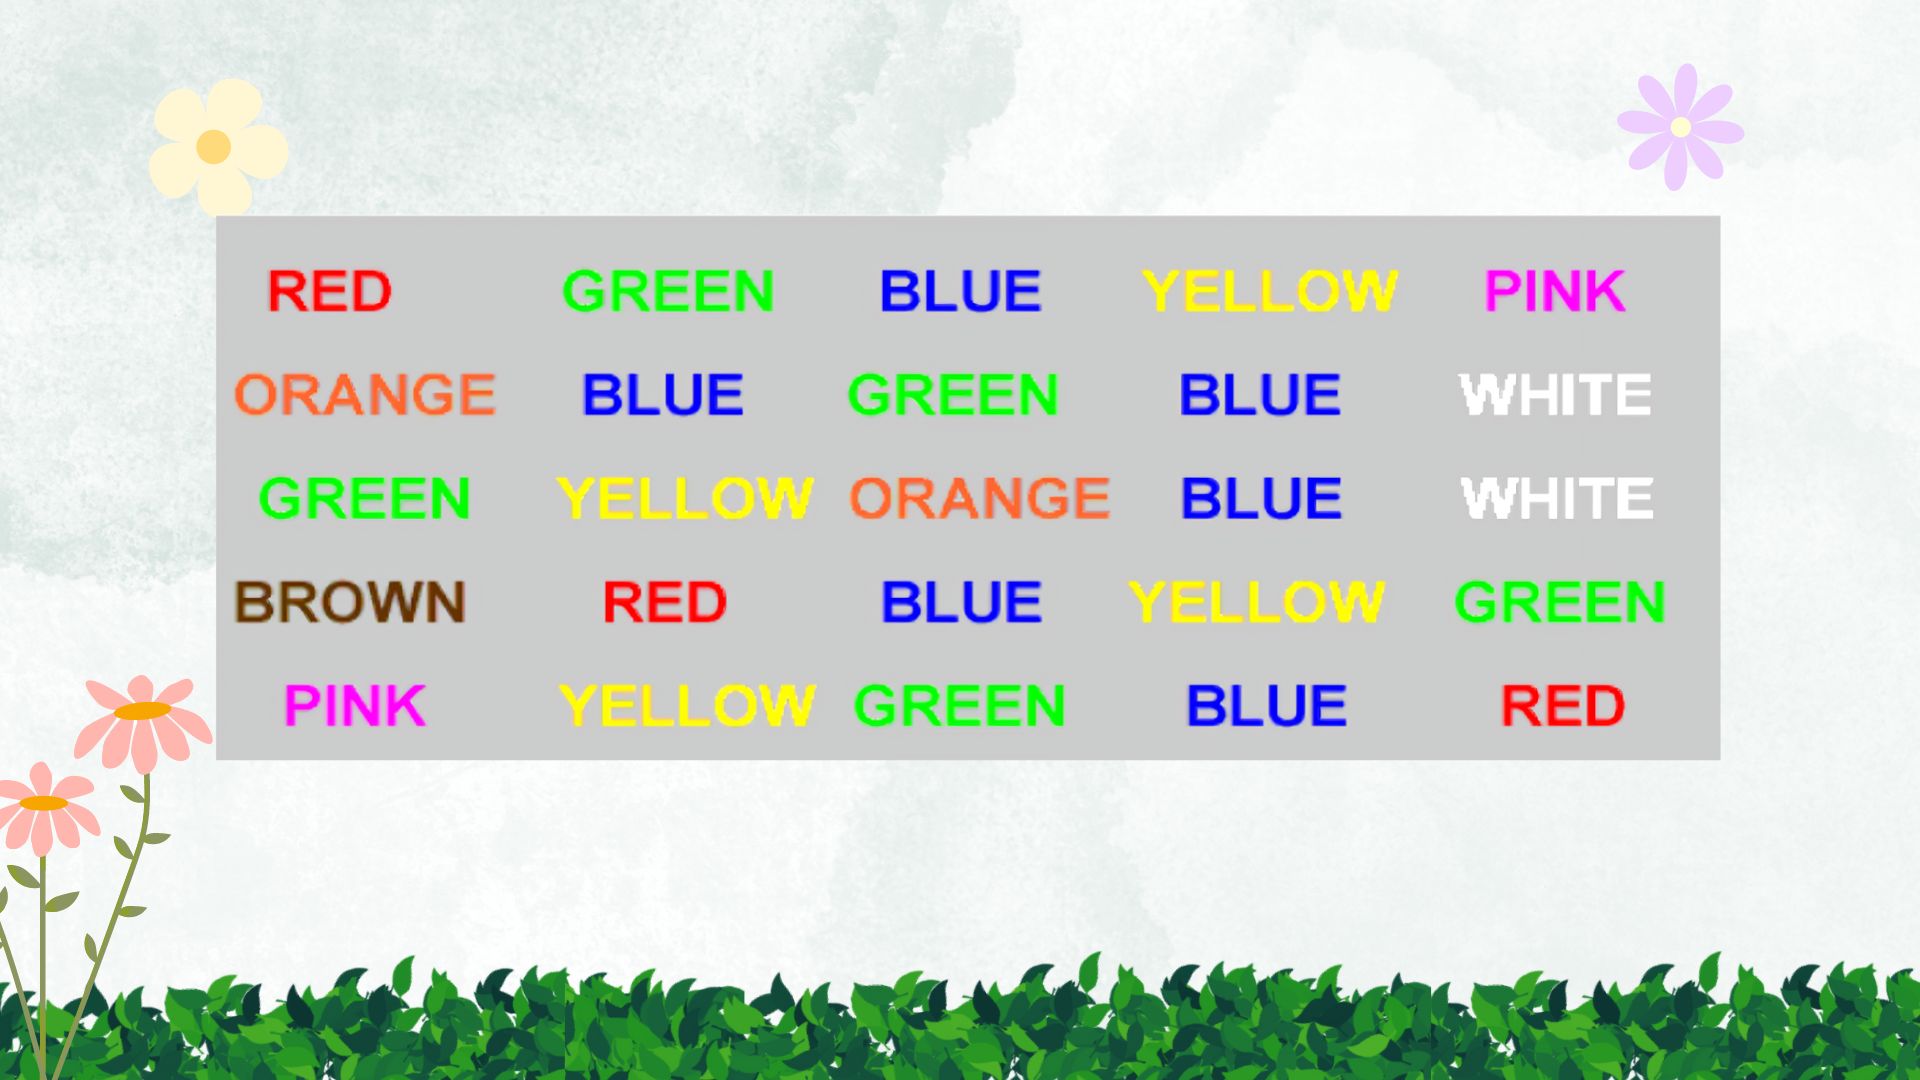 RED GREEN BLUE YELLOW PINK
ORANGE BLUE GREEN BLUE WHITE
GREEN YELLOW ORANGE BLUE WHITE
BROWN RED BLUE YELLOW GREEN
PINK YELLOW GREEN BLUE RED